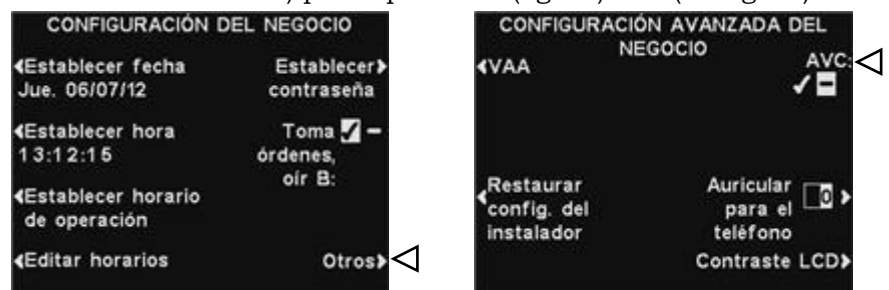 CONFIGURACIÓN DEL NEGOCIO
Establecer fecha
Jue. 06/07/12
Establecer
contraseña
Establecer hora
13:12:15
Toma ✓ −
órdenes,
oír B:
Establecer horario
de operación
Editar horarios
Otros
CONFIGURACIÓN AVANZADA DEL
NEGOCIO
VAA
AVC:
✓ −
Restaurar
config. del
instalador
Auricular
para el
teléfono
0
Contraste LCD